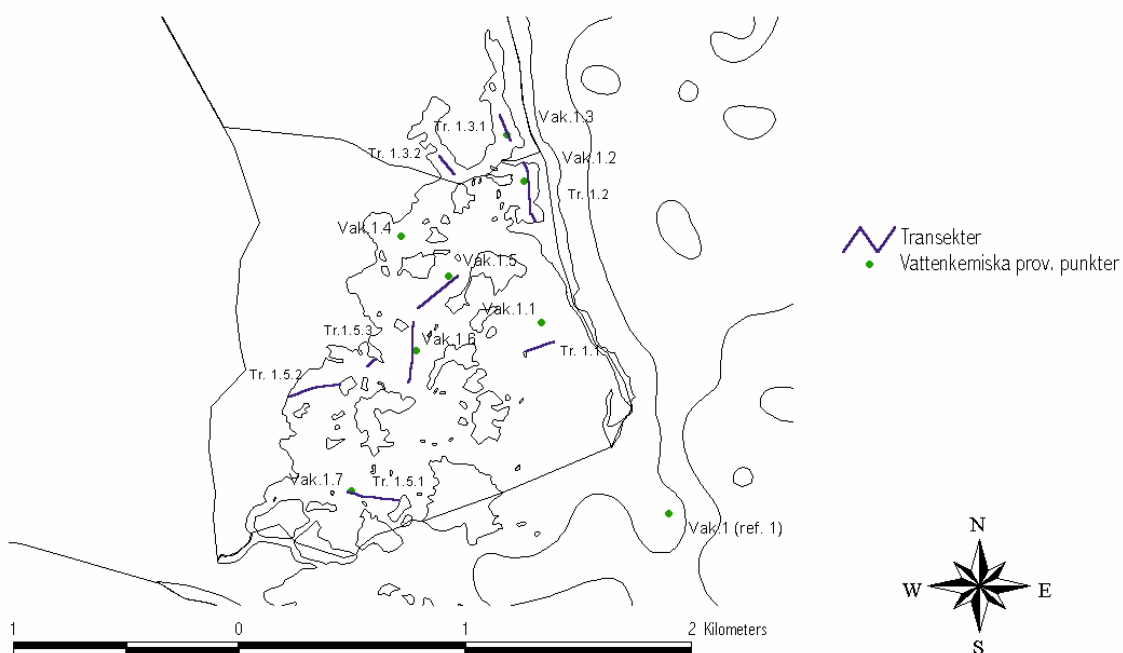 Vak.1.3
Tr. 1.3.1
Tr. 1.3.2
Vak.1.2
Tr. 1.2
Vak.1.4
Vak.1.5
Vak.1.1
Tr.1.5.3
Vak.1.6
Tr. 1.1
Tr. 1.5.2
Vak.1.7
Tr.1.5.1
Vak.1 (ref. 1)
Transekter
Vattenkemiska prov. punkter
N
W
E
S
1 0 1 2 Kilometers